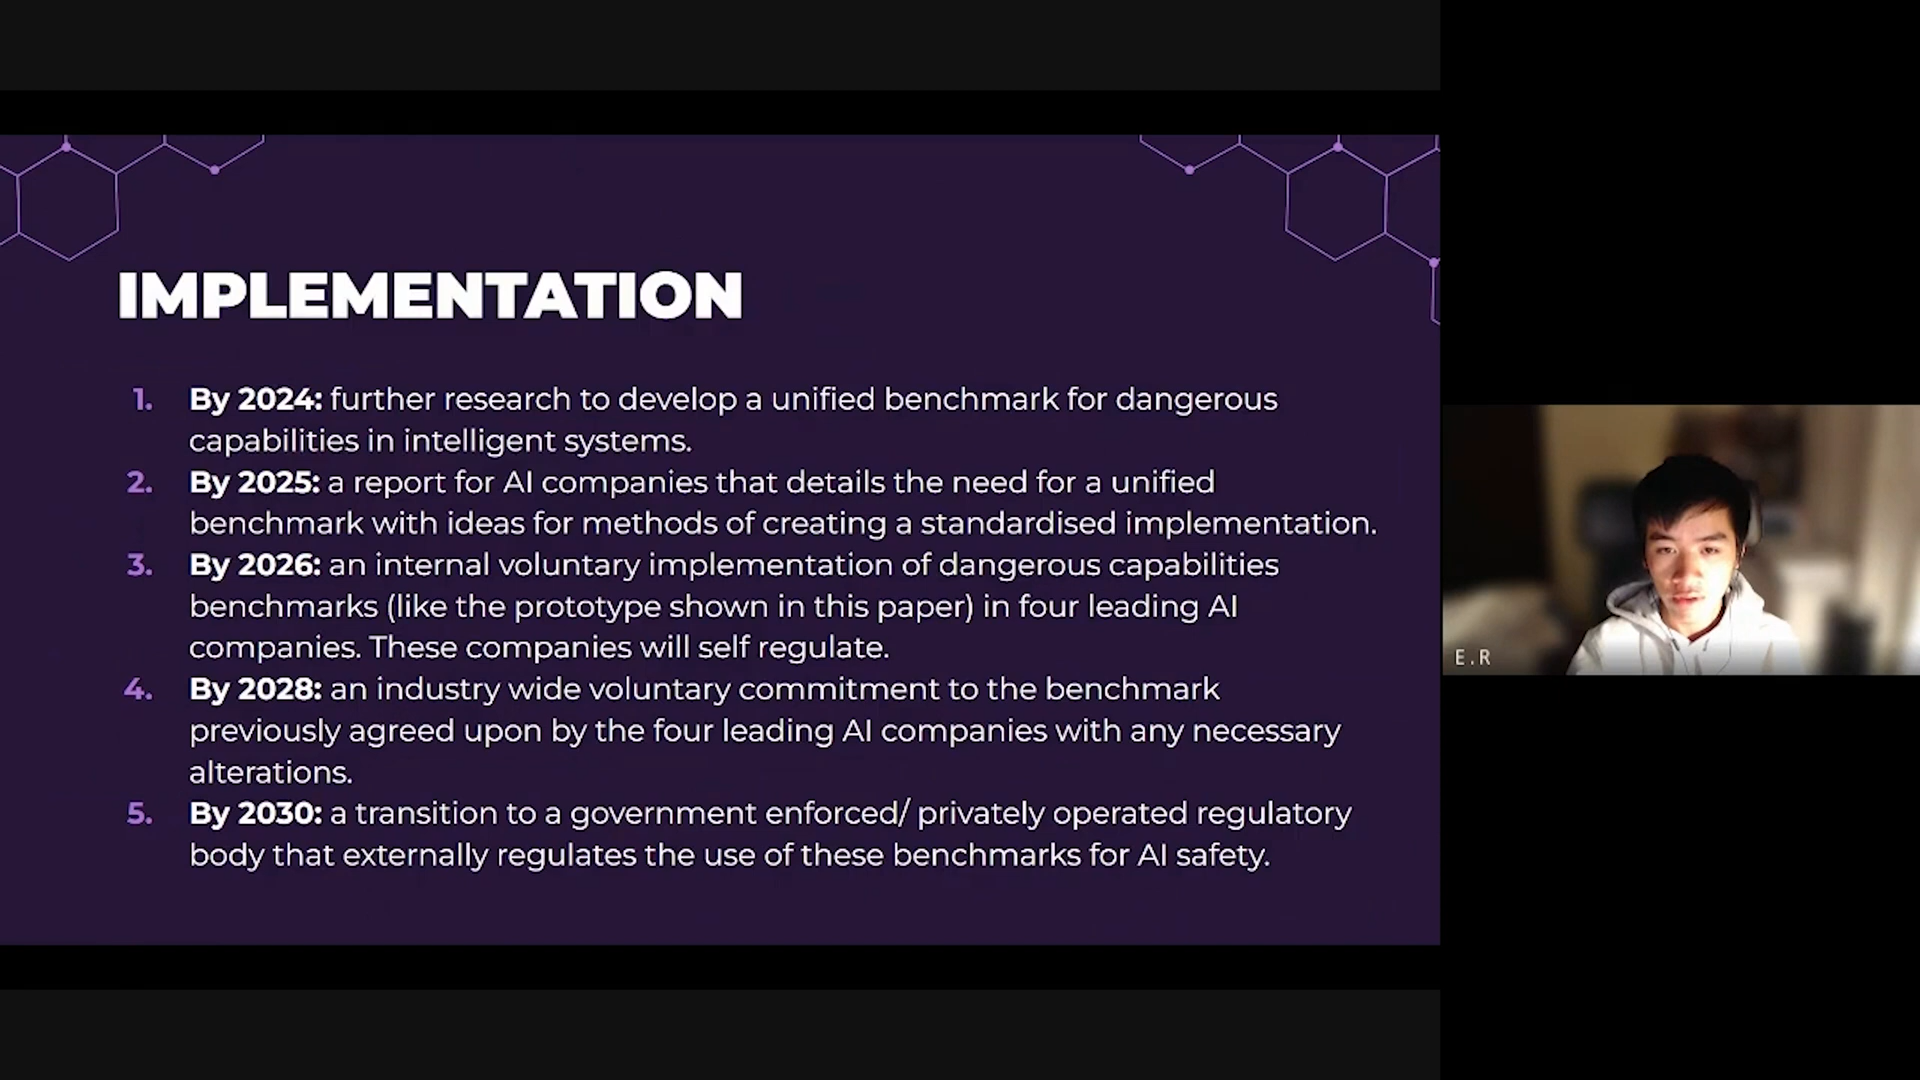 IMPLEMENTATION
1. By 2024: further research to develop a unified benchmark for dangerous
capabilities in intelligent systems.
2. By 2025: a report for AI companies that details the need for a unified
benchmark with ideas for methods of creating a standardised implementation.
3. By 2026: an internal voluntary implementation of dangerous capabilities
benchmarks (like the prototype shown in this paper) in four leading AI
companies. These companies will self regulate.
4. By 2028: an industry wide voluntary commitment to the benchmark
previously agreed upon by the four leading AI companies with any necessary
alterations.
5. By 2030: a transition to a government enforced/ privately operated regulatory
body that externally regulates the use of these benchmarks for AI safety.
E.R